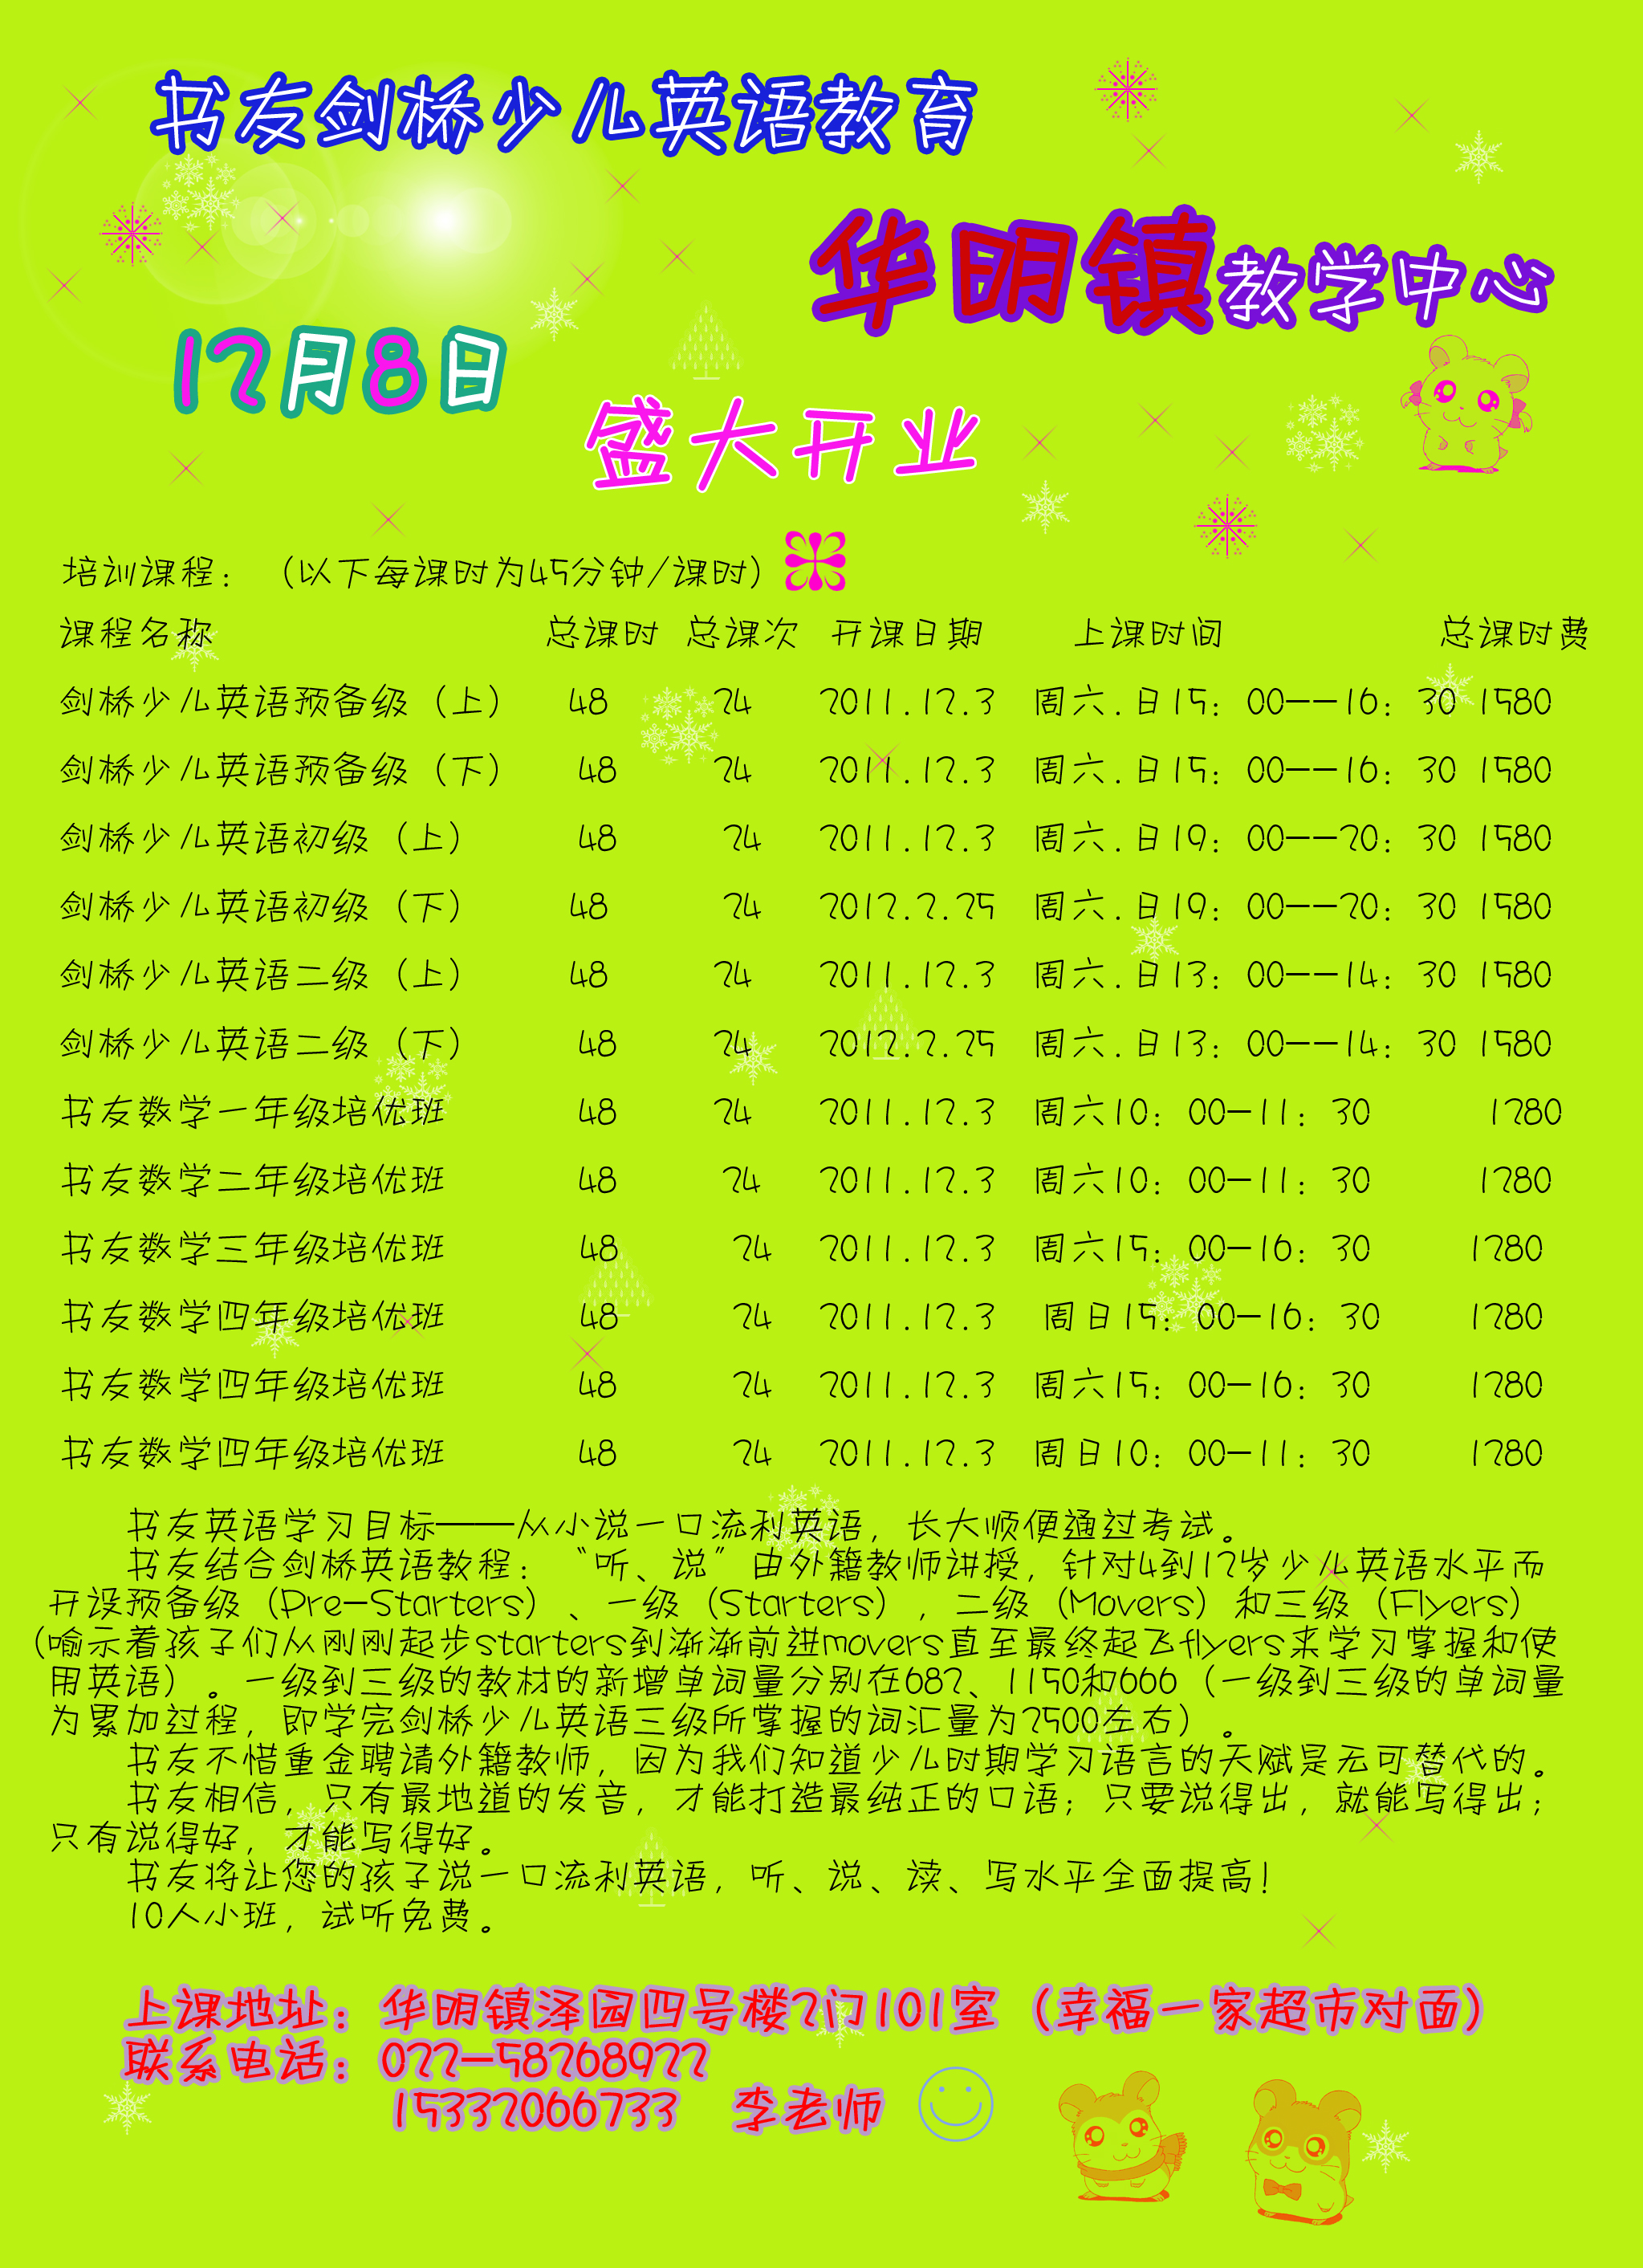 书友剑桥少儿英语教育
华明镇教学中心
12月8日
盛大开业
培训课程：（以下每课时为45分钟/课时）
课程名称 总课时 总课次 开课日期 上课时间 总课时费
剑桥少儿英语预备级（上） 48 24 2011.12.3 周六.日15：00--16：30 1580
剑桥少儿英语预备级（下） 48 24 2011.12.3 周六.日15：00--16：30 1580
剑桥少儿英语初级（上） 48 24 2011.12.3 周六.日19：00--20：30 1580
剑桥少儿英语初级（下） 48 24 2012.2.25 周六.日19：00--20：30 1580
剑桥少儿英语二级（上） 48 24 2011.12.3 周六.日13：00--14：30 1580
剑桥少儿英语二级（下） 48 24 2012.2.25 周六.日13：00--14：30 1580
书友数学一年级培优班 48 24 2011.12.3 周六10：00-11：30 1280
书友数学二年级培优班 48 24 2011.12.3 周六10：00-11：30 1280
书友数学三年级培优班 48 24 2011.12.3 周六15：00-16：30 1280
书友数学四年级培优班 48 24 2011.12.3 周日15：00-16：30 1280
书友数学四年级培优班 48 24 2011.12.3 周六15：00-16：30 1280
书友数学四年级培优班 48 24 2011.12.3 周日10：00-11：30 1280
书友英语学习目标——从小说一口流利英语，长大顺便通过考试。
书友结合剑桥英语教程：“听、说”由外籍教师讲授，针对4到12岁少儿英语水平而
开设预备级（Pre-Starters）、一级（Starters），二级（Movers）和三级（Flyers）
（喻示着孩子们从刚刚起步starters到渐渐前进movers直至最终起飞flyers来学习掌握和使
用英语）。一级到三级的教材的新增单词量分别在682、1150和666（一级到三级的单词量
为累加过程，即学完剑桥少儿英语三级所掌握的词汇量为2500左右）。
书友不惜重金聘请外籍教师，因为我们知道少儿时期学习语言的天赋是无可替代的。
书友相信，只有最地道的发音，才能打造最纯正的口语；只要说得出，就能写得出；
只有说得好，才能写得好。
书友将让您的孩子说一口流利英语，听、说、读、写水平全面提高！
10人小班，试听免费。
上课地址：华明镇泽园四号楼2门101室（幸福一家超市对面）
联系电话：022-58268922
15332066733 李老师